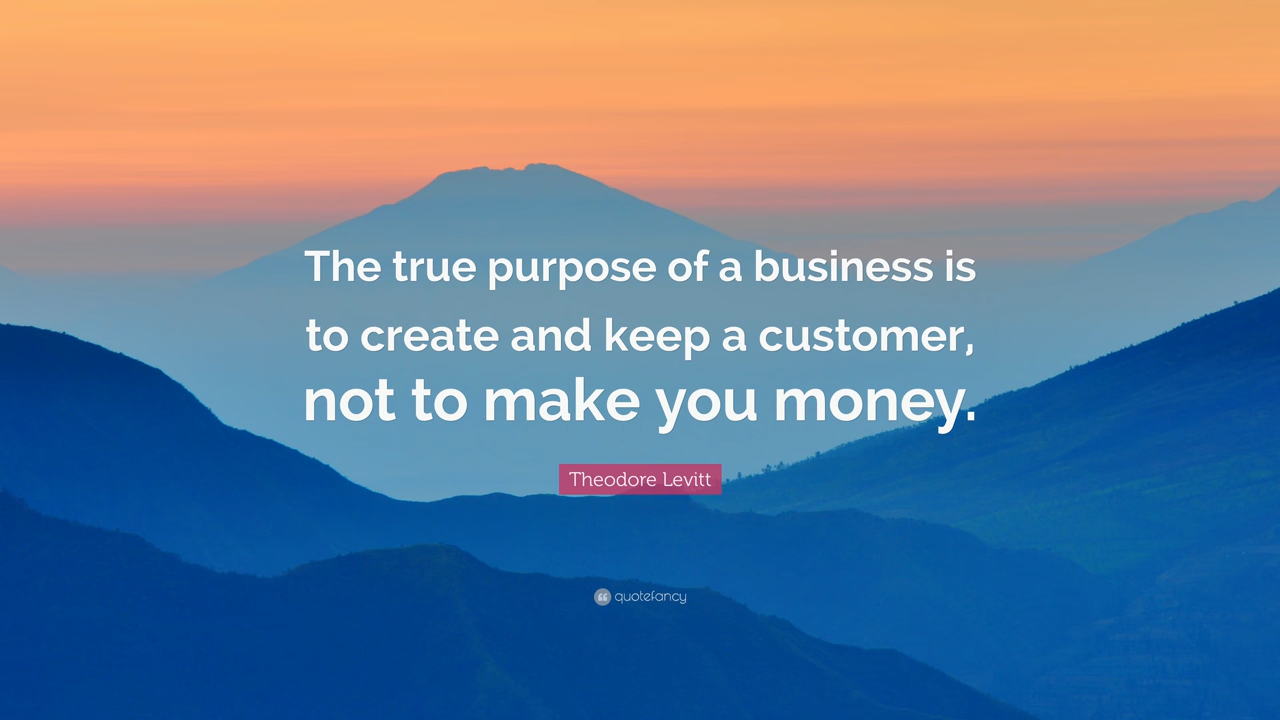 The true purpose of a business is
to create and keep a customer,
not to make you money.
Theodore Levitt
quotefancy